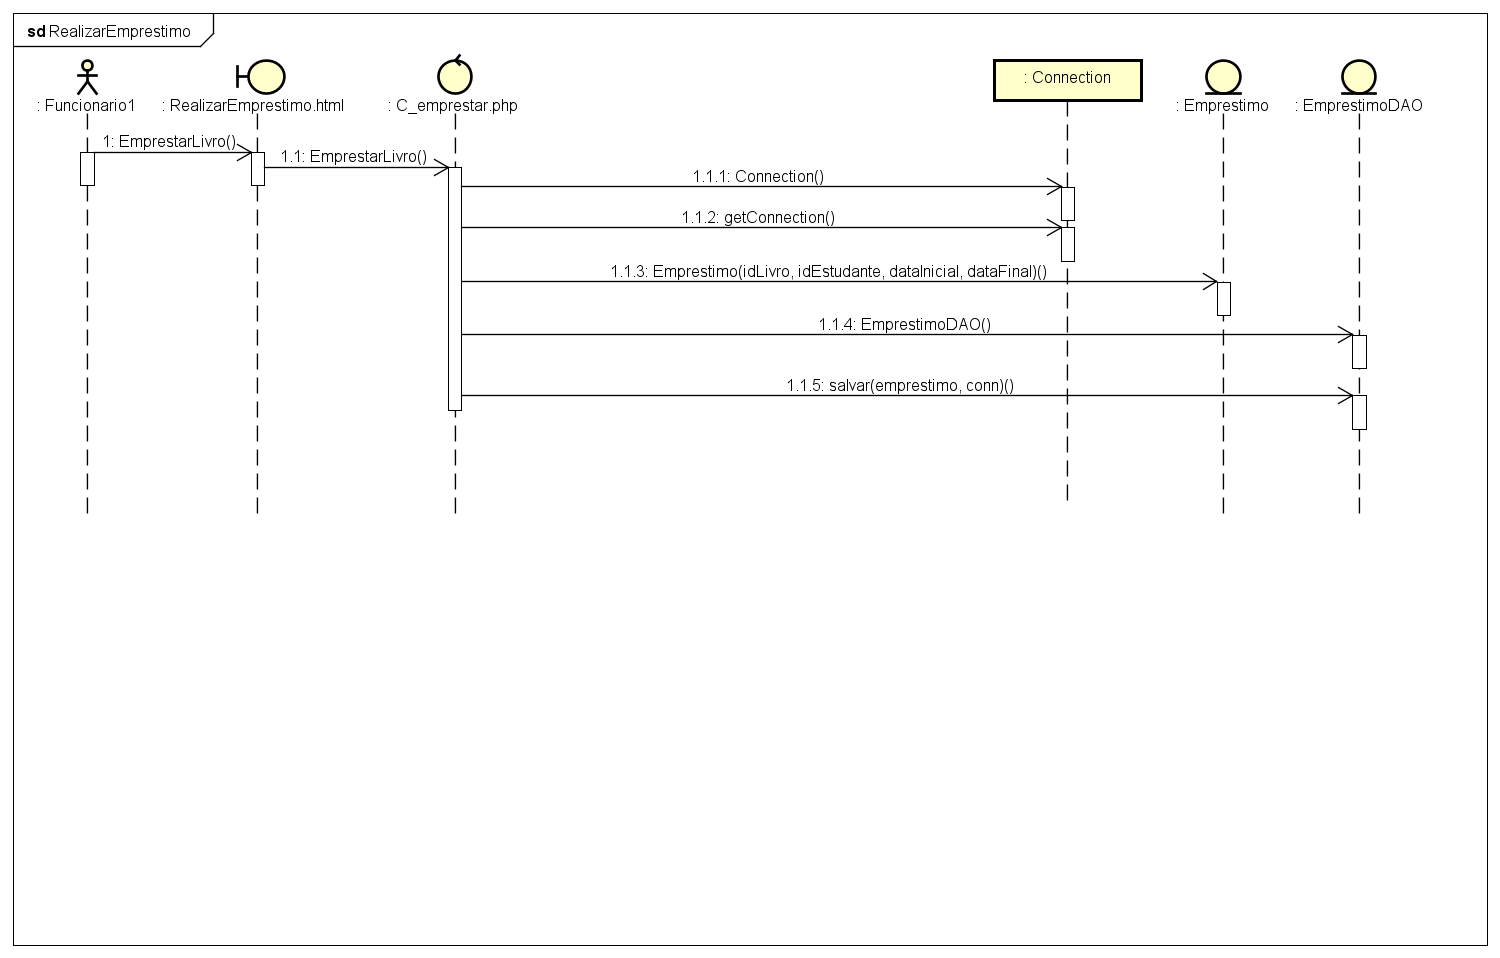 sd RealizarEmprestimo
: Funcionario1
: RealizarEmprestimo.html
: C_emprestar.php
: Connection
: Emprestimo
: EmprestimoDAO
1: EmprestarLivro()
1.1: EmprestarLivro()
1.1.1: Connection()
1.1.2: getConnection()
1.1.3: Emprestimo(idLivro, idEstudante, dataInicial, dataFinal)()
1.1.4: EmprestimoDAO()
1.1.5: salvar(emprestimo, conn)()